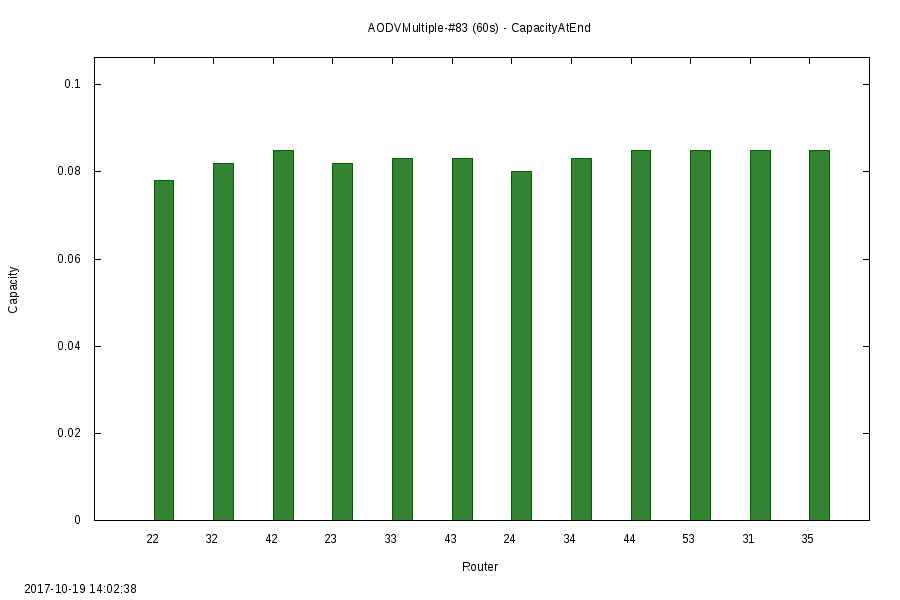 AODVMultiple-#83 (60s) - CapacityAtEnd
0.1
0.08
0.06
0.04
0.02
0
Capacity
22 32 42 23 33 43 24 34 44 53 31 35
Router
2017-10-19 14:02:38